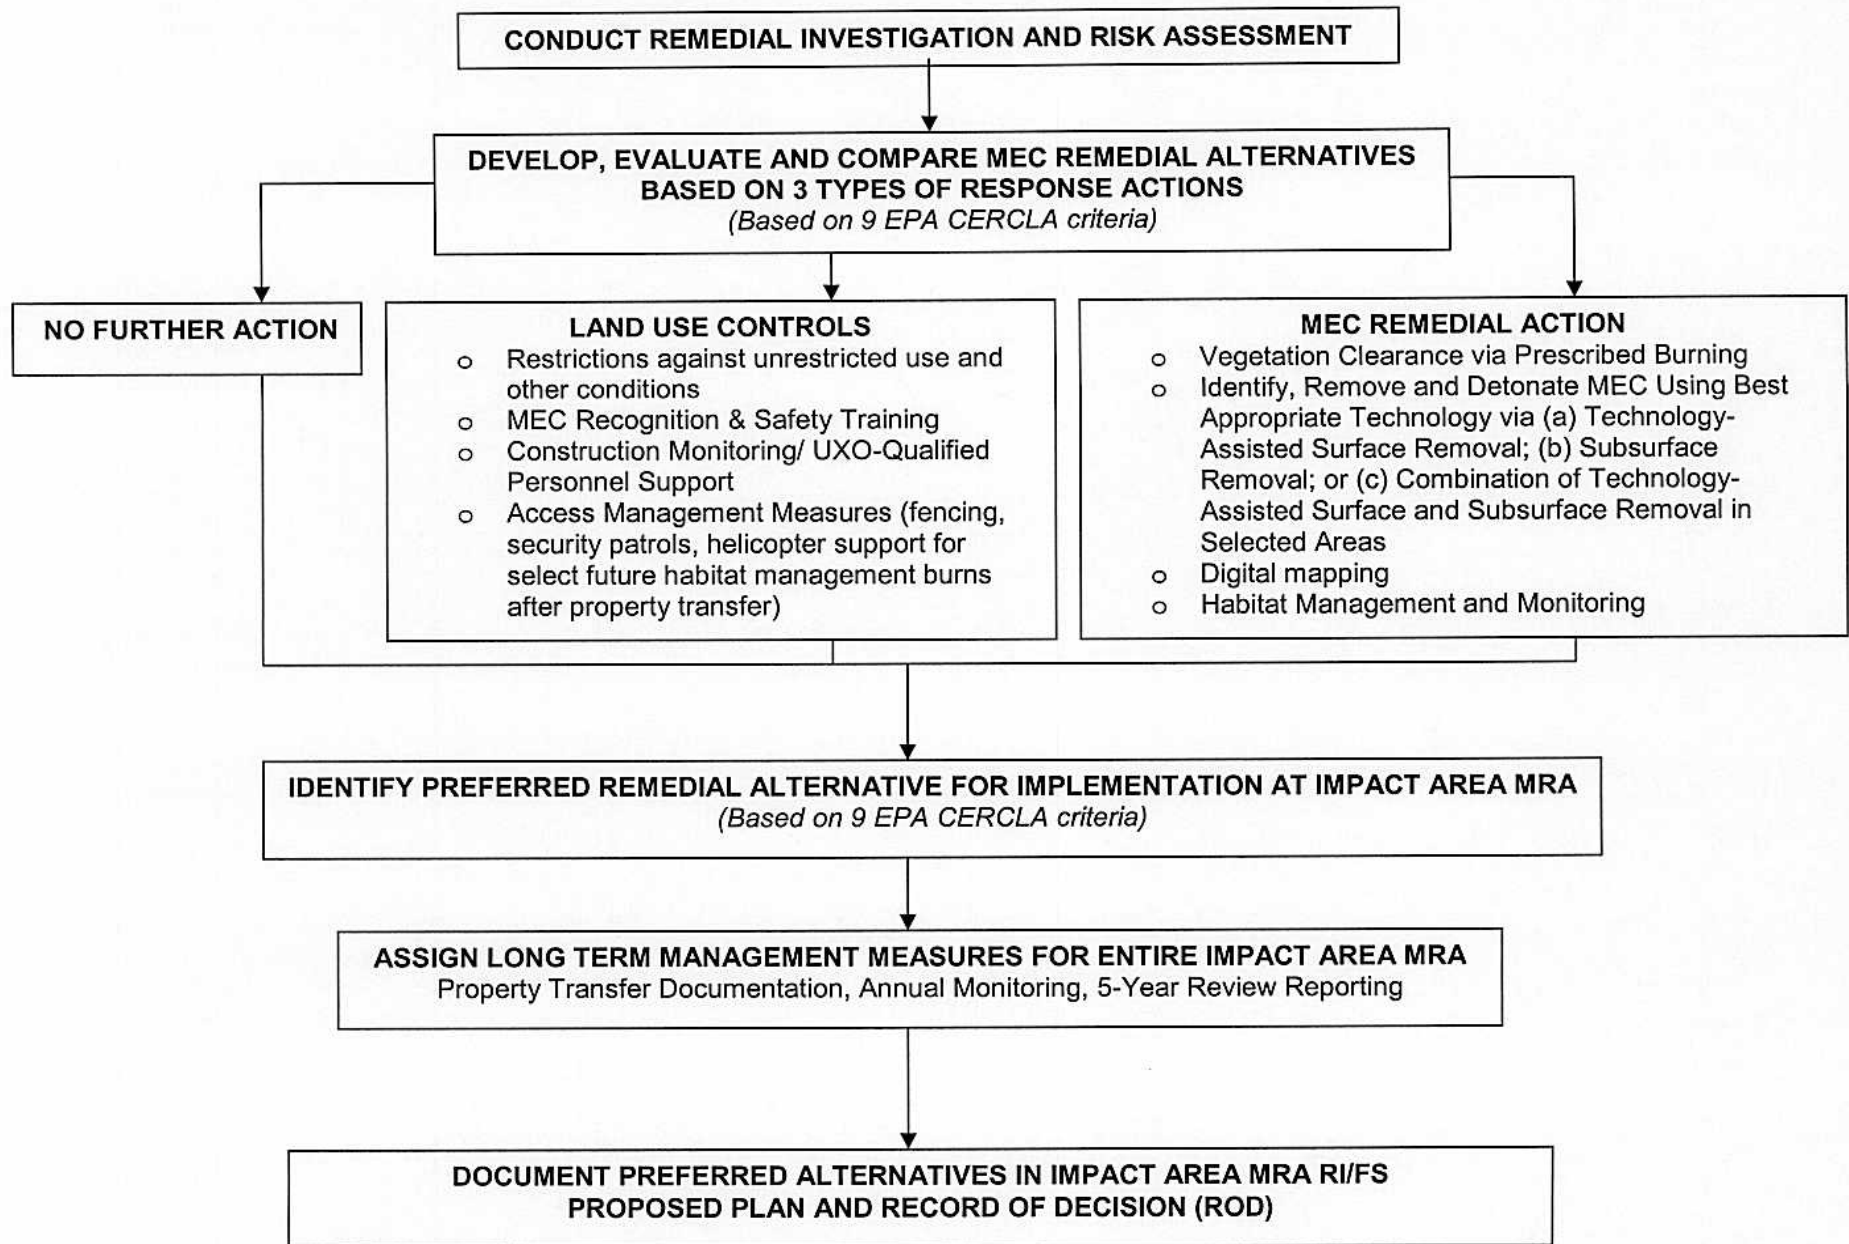 CONDUCT REMEDIAL INVESTIGATION AND RISK ASSESSMENT
DEVELOP, EVALUATE AND COMPARE MEC REMEDIAL ALTERNATIVES
BASED ON 3 TYPES OF RESPONSE ACTIONS
(Based on 9 EPA CERCLA criteria)
NO FURTHER ACTION
LAND USE CONTROLS
o Restrictions against unrestricted use and
other conditions
o MEC Recognition & Safety Training
o Construction Monitoring/ UXO-Qualified
Personnel Support
o Access Management Measures (fencing,
security patrols, helicopter support for
select future habitat management burns
after property transfer)
MEC REMEDIAL ACTION
o Vegetation Clearance via Prescribed Burning
o Identify, Remove and Detonate MEC Using Best
Appropriate Technology via (a) Technology-
Assisted Surface Removal; (b) Subsurface
Removal; or (c) Combination of Technology-
Assisted Surface and Subsurface Removal in
Selected Areas
o Digital mapping
o Habitat Management and Monitoring
IDENTIFY PREFERRED REMEDIAL ALTERNATIVE FOR IMPLEMENTATION AT IMPACT AREA MRA
(Based on 9 EPA CERCLA criteria)
ASSIGN LONG TERM MANAGEMENT MEASURES FOR ENTIRE IMPACT AREA MRA
Property Transfer Documentation, Annual Monitoring, 5-Year Review Reporting
DOCUMENT PREFERRED ALTERNATIVES IN IMPACT AREA MRA RI/FS
PROPOSED PLAN AND RECORD OF DECISION (ROD)